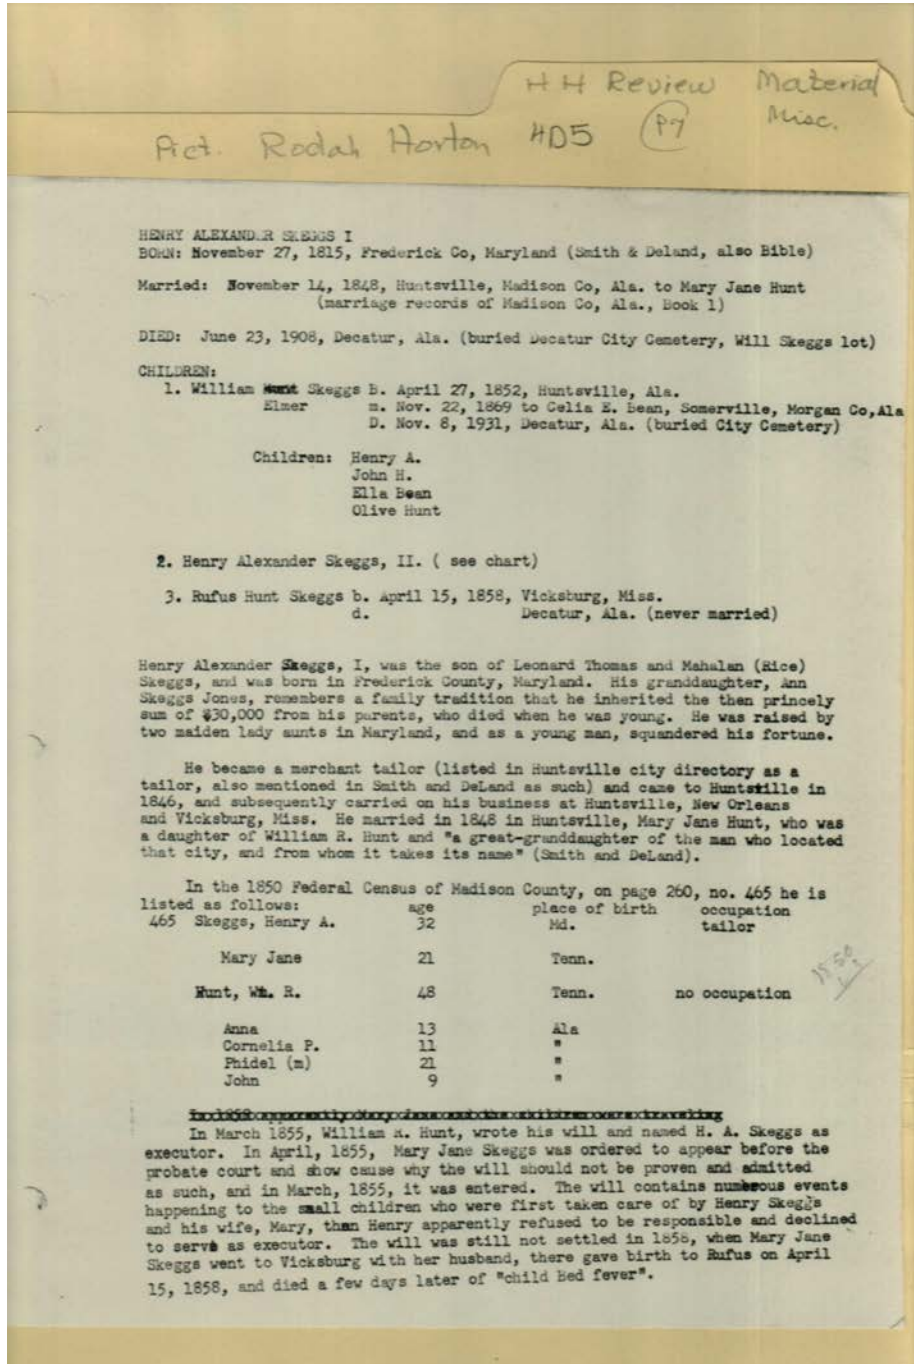 HH Review Material
Pict. Rodah Horton 4D5 P7 Misc.
HENRY ALEXANDER SKEGGS I
BORN: November 27, 1815, Frederick Co, Maryland (Smith & Deland, also Bible)
Married: November 14, 1848, Huntsville, Madison Co, Ala. to Mary Jane Hunt
(marriage records of Madison Co, Ala., Book 1)
DIED: June 23, 1908, Decatur, Ala. (buried Decatur City Cemetery, Will Skeggs lot)
CHILDREN:
1. William Hunt Skeggs B. April 27, 1852, Huntsville, Ala.
Elmer m. Nov. 22, 1869 to Celia E. Bean, Somerville, Morgan Co,Ala
D. Nov. 8, 1931, Decatur, Ala. (buried City Cemetery)
Children: Henry A.
John H.
Ella Bean
Olive Hunt
2. Henry Alexander Skeggs, II. ( see chart)
3. Rufus Hunt Skeggs b. April 15, 1858, Vicksburg, Miss.
d. Decatur, Ala. (never married)
Henry Alexander Skeggs, I, was the son of Leonard Thomas and Mahalan (Rice)
Skeggs, and was born in Frederick County, Maryland. His granddaughter, Ann
Skeggs Jones, remembers a family tradition that he inherited the then princely
sum of $30,000 from his parents, who died when he was young. He was raised by
two maiden lady aunts in Maryland, and as a young man, squandered his fortune.
He became a merchant tailor (listed in Huntsville city directory as a
tailor, also mentioned in Smith and DeLand as such) and came to Huntstille in
1846, and subsequently carried on his business at Huntsville, New Orleans
and Vicksburg, Miss. He married in 1848 in Huntsville, Mary Jane Hunt, who was
a daughter of William R. Hunt and "a great-granddaughter of the man who located
that city, and from whom it takes its name" (Smith and DeLand).
In the 1850 Federal Census of Madison County, on page 260, no. 465 he is
listed as follows: age place of birth occupation
465 Skeggs, Henry A. 32 Md. tailor
Mary Jane 21 Tenn.
Hunt, Wm. R. 48 Tenn. no occupation
Anna 13 Ala
Cornelia P. 11 "
Phidel (m) 21 "
John 9 "
In 1850 apparently Mary Jane and the children were traveling
In March 1855, William R. Hunt, wrote his will and named H. A. Skeggs as
executor. In April, 1855, Mary Jane Skeggs was ordered to appear before the
probate court and show cause why the will should not be proven and admitted
as such, and in March, 1855, it was entered. The will contains numerous events
happening to the small children who were first taken care of by Henry Skeggs
and his wife, Mary, than Henry apparently refused to be responsible and declined
to serve as executor. The will was still not settled in 1858, when Mary Jane
Skeggs went to Vicksburg with her husband, there gave birth to Rufus on April
15, 1858, and died a few days later of "child Bed fever".